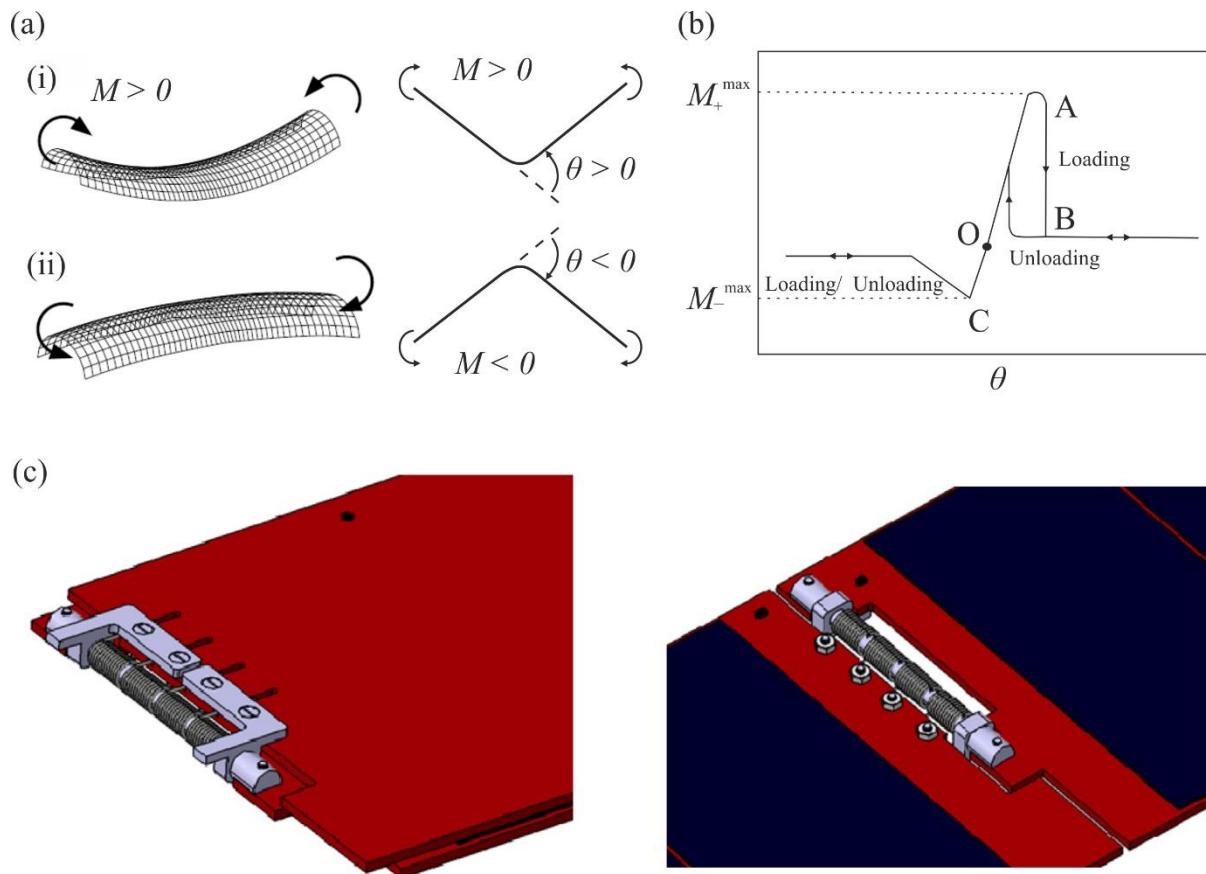 (a)
(i)
M > 0
M > 0
θ > 0
(ii)
θ < 0
M < 0
(b)
M₊ᵐᵃˣ
A
Loading
B
O
Unloading
Loading/ Unloading
M₋ᵐᵃˣ
C
θ
(c)